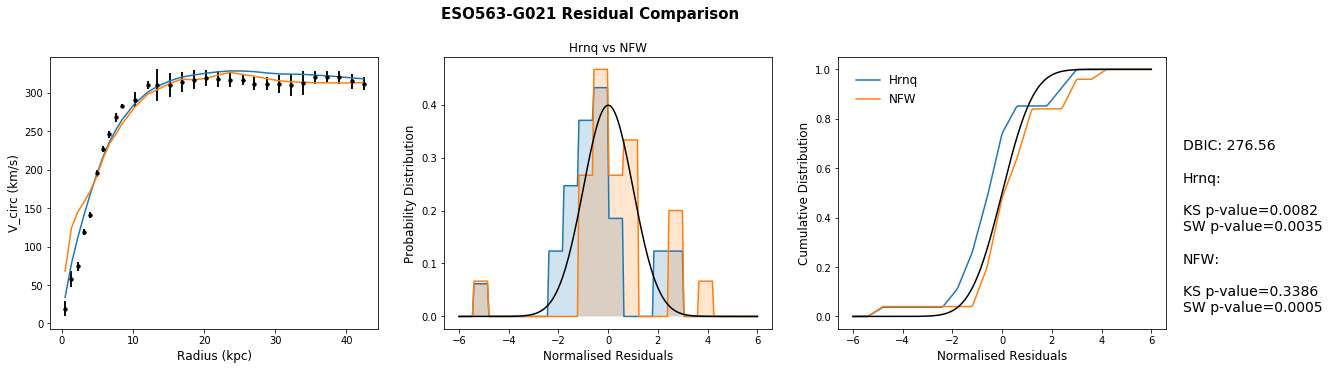 ESO563-G021 Residual Comparison
V_circ (km/s)
300
250
200
150
100
50
0
0
10
20
30
40
Radius (kpc)
Hrnq vs NFW
Probability Distribution
0.4
0.3
0.2
0.1
0.0
−6
−4
−2
0
2
4
6
Normalised Residuals
Cumulative Distribution
1.0
0.8
0.6
0.4
0.2
0.0
Hrnq
NFW
−6
−4
−2
0
2
4
6
Normalised Residuals
DBIC: 276.56
Hrnq:
KS p-value=0.0082
SW p-value=0.0035
NFW:
KS p-value=0.3386
SW p-value=0.0005